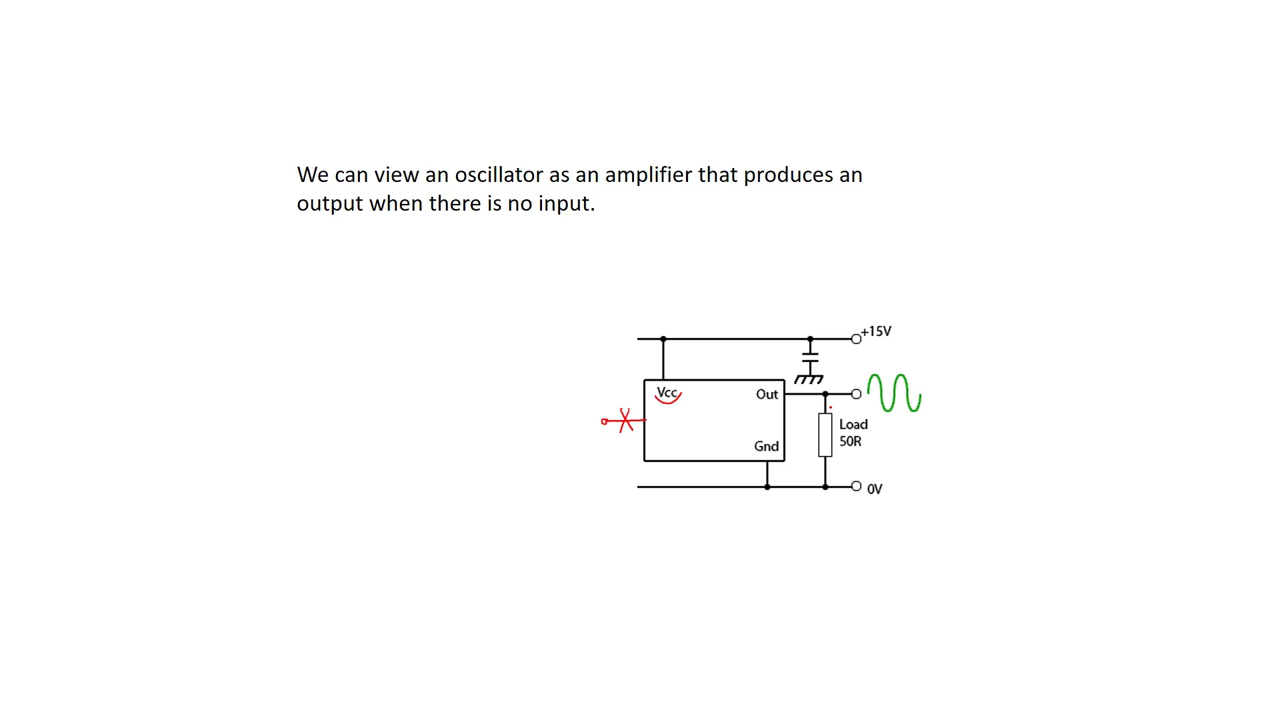 We can view an oscillator as an amplifier that produces an
output when there is no input.
+15V
Vcc
Out
Load
50R
Gnd
0V